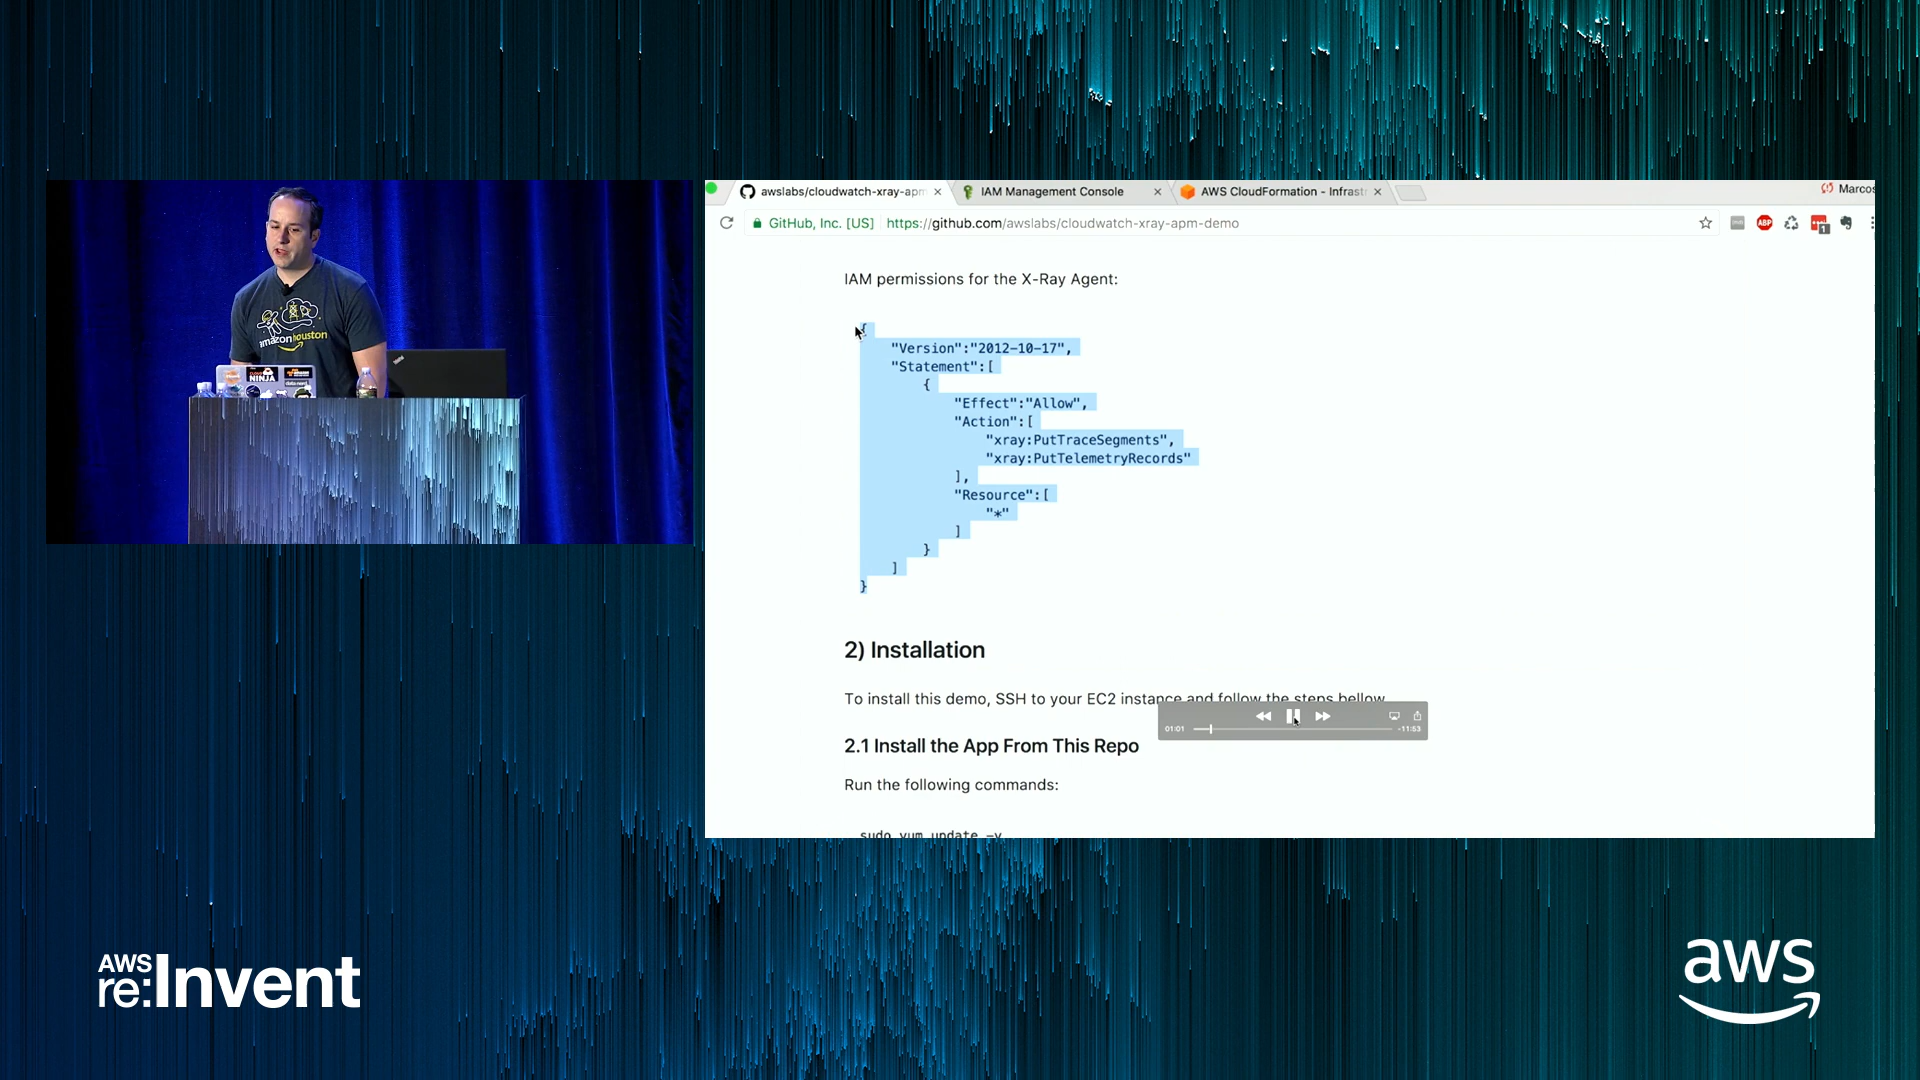 awslabs/cloudwatch-xray-apm
IAM Management Console
AWS CloudFormation - Infrast
Marcos
GitHub, Inc. [US]
https://github.com/awslabs/cloudwatch-xray-apm-demo
ABP
1
IAM permissions for the X-Ray Agent:
{
"Version":"2012-10-17",
"Statement":[
{
"Effect":"Allow",
"Action":[
"xray:PutTraceSegments",
"xray:PutTelemetryRecords"
],
"Resource":[
"*"
]
}
]
}
2) Installation
To install this demo, SSH to your EC2 instance and follow the steps bellow
01:01
-11:53
2.1 Install the App From This Repo
Run the following commands:
sudo yum update -y
amazon houston
CLOUD
NINJA
AWS
re:Invent
aws